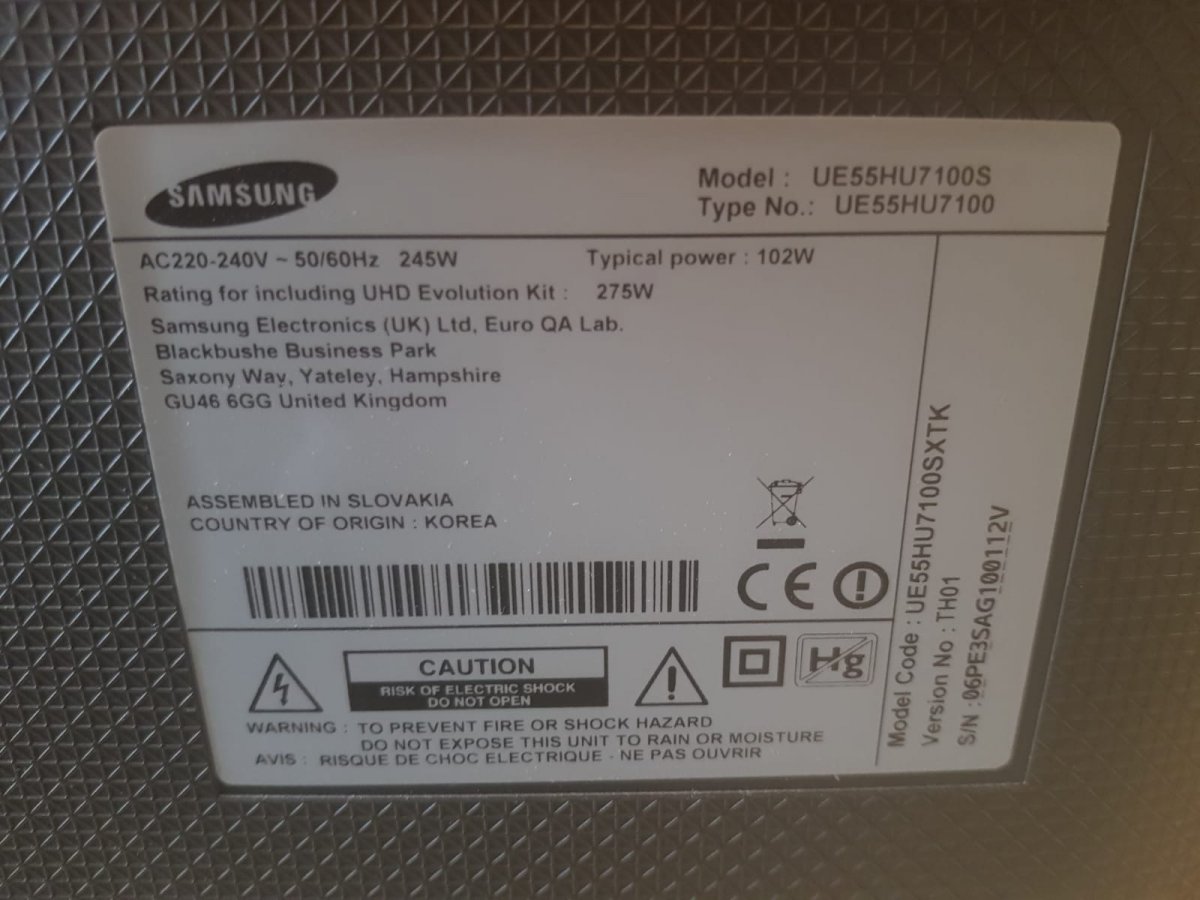 SAMSUNG
Model : UE55HU7100S
Type No.: UE55HU7100
AC220-240V ~ 50/60Hz 245W
Typical power : 102W
Rating for including UHD Evolution Kit : 275W
Samsung Electronics (UK) Ltd, Euro QA Lab.
Blackbushe Business Park
Saxony Way, Yateley, Hampshire
GU46 6GG United Kingdom
ASSEMBLED IN SLOVAKIA
COUNTRY OF ORIGIN : KOREA
CE
Hg
CAUTION
RISK OF ELECTRIC SHOCK
DO NOT OPEN
WARNING : TO PREVENT FIRE OR SHOCK HAZARD
DO NOT EXPOSE THIS UNIT TO RAIN OR MOISTURE
AVIS : RISQUE DE CHOC ELECTRIQUE - NE PAS OUVRIR
Model Code : UE55HU7100SXTK
Version No : TH01
S/N :06PE3SAG100112V